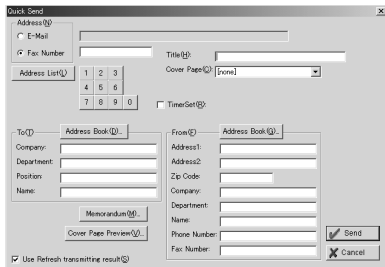 Quick Send
Address(N)
E-Mail
Fax Number
Title(H):
Address List(L)
1 2 3
4 5 6
7 8 9 0
Cover Page(C): [none]
TimerSet(R):
To(T)
Address Book(D)...
Company:
Department:
Position:
Name:
Memorandum(M)...
Cover Page Preview(V)...
Use Refresh transmitting result(S)
From(F)
Address Book(G)...
Address1:
Address2:
Zip Code:
Company:
Department:
Name:
Phone Number:
Fax Number:
Send
Cancel